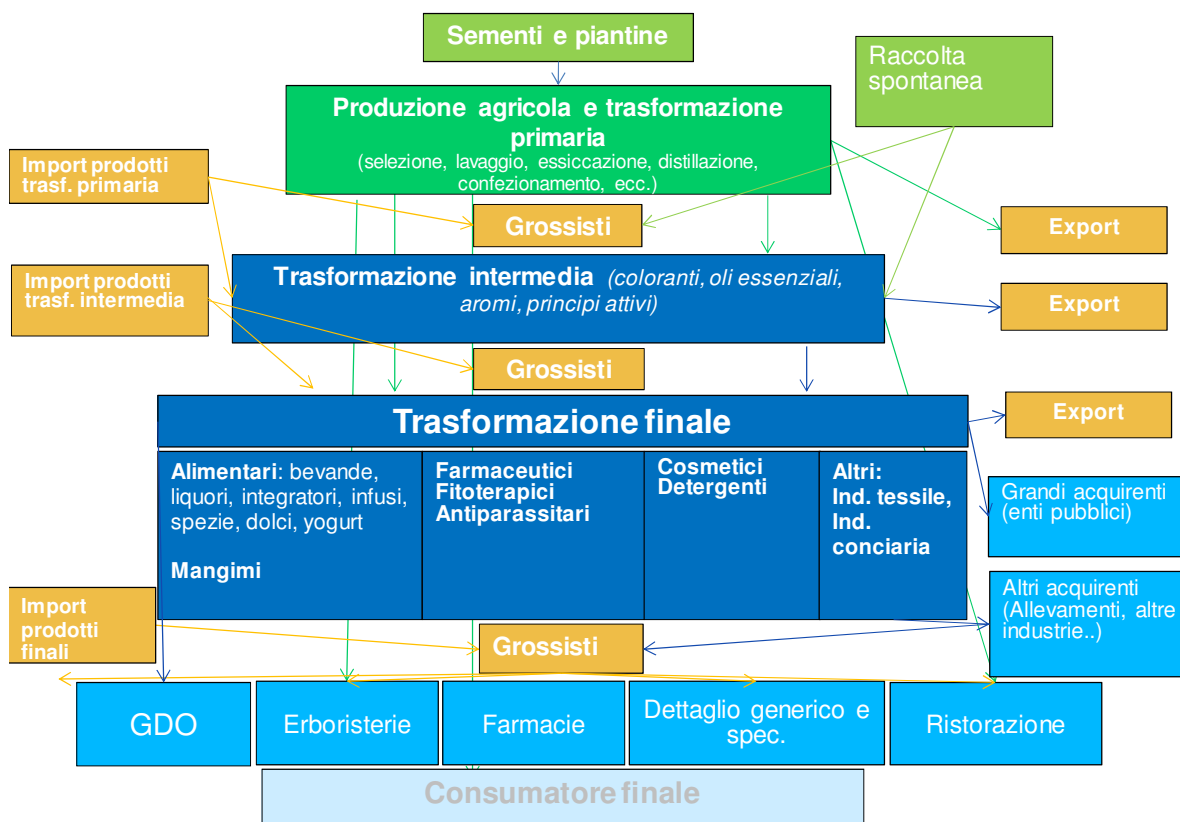 Sementi e piantine
Raccolta
spontanea
Produzione agricola e trasformazione
primaria
(selezione, lavaggio, essiccazione, distillazione,
confezionamento, ecc.)
Import prodotti
trasf. primaria
Grossisti
Export
Import prodotti
trasf. intermedia
Trasformazione intermedia (coloranti, oli essenziali,
aromi, principi attivi)
Export
Grossisti
Trasformazione finale
Export
Alimentari: bevande,
liquori, integratori, infusi,
spezie, dolci, yogurt
Mangimi
Farmaceutici
Fitoterapici
Antiparassitari
Cosmetici
Detergenti
Altri:
Ind. tessile,
Ind.
conciaria
Grandi acquirenti
(enti pubblici)
Altri acquirenti
(Allevamenti, altre
industrie..)
Import
prodotti
finali
Grossisti
GDO
Erboristerie
Farmacie
Dettaglio generico e
spec.
Ristorazione
Consumatore finale